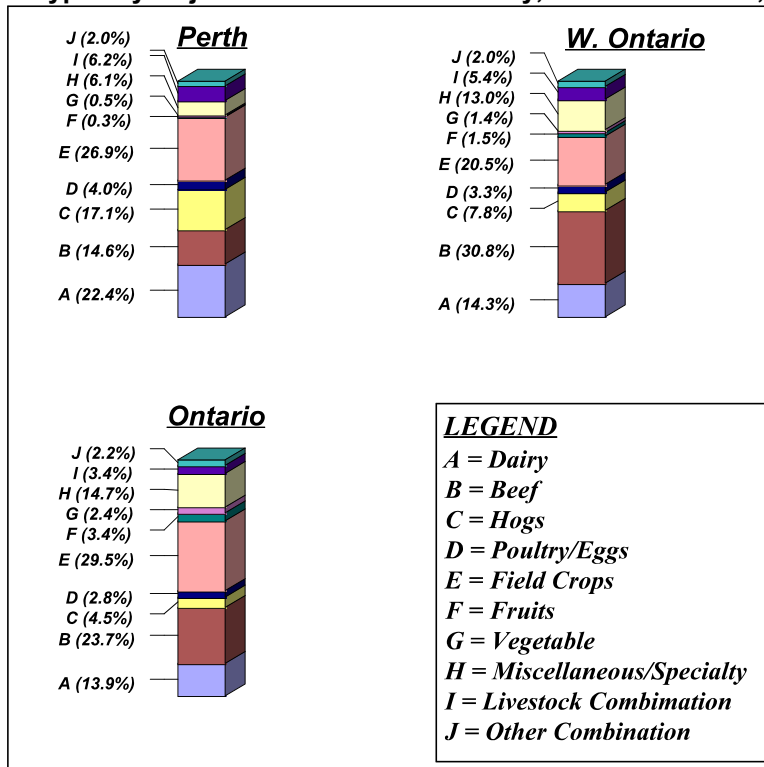 Perth
J (2.0%)
I (6.2%)
H (6.1%)
G (0.5%)
F (0.3%)
E (26.9%)
D (4.0%)
C (17.1%)
B (14.6%)
A (22.4%)
W. Ontario
J (2.0%)
I (5.4%)
H (13.0%)
G (1.4%)
F (1.5%)
E (20.5%)
D (3.3%)
C (7.8%)
B (30.8%)
A (14.3%)
Ontario
J (2.2%)
I (3.4%)
H (14.7%)
G (2.4%)
F (3.4%)
E (29.5%)
D (2.8%)
C (4.5%)
B (23.7%)
A (13.9%)
LEGEND
A = Dairy
B = Beef
C = Hogs
D = Poultry/Eggs
E = Field Crops
F = Fruits
G = Vegetable
H = Miscellaneous/Specialty
I = Livestock Combimation
J = Other Combination